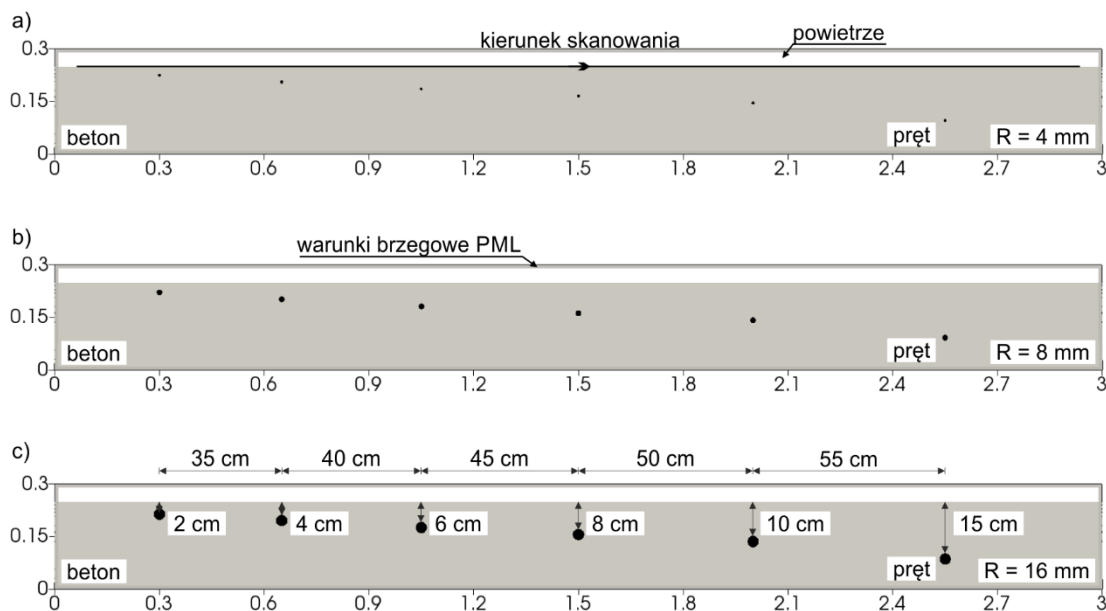 a)
kierunek skanowania
powietrze
0.3
0.15
beton
pręt
R = 4 mm
0
0 0.3 0.6 0.9 1.2 1.5 1.8 2.1 2.4 2.7 3
b)
warunki brzegowe PML
0.3
0.15
beton
pręt
R = 8 mm
0
0 0.3 0.6 0.9 1.2 1.5 1.8 2.1 2.4 2.7 3
c)
35 cm 40 cm 45 cm 50 cm 55 cm
0.3
0.15
2 cm 4 cm 6 cm 8 cm 10 cm 15 cm
beton
pręt
R = 16 mm
0
0 0.3 0.6 0.9 1.2 1.5 1.8 2.1 2.4 2.7 3